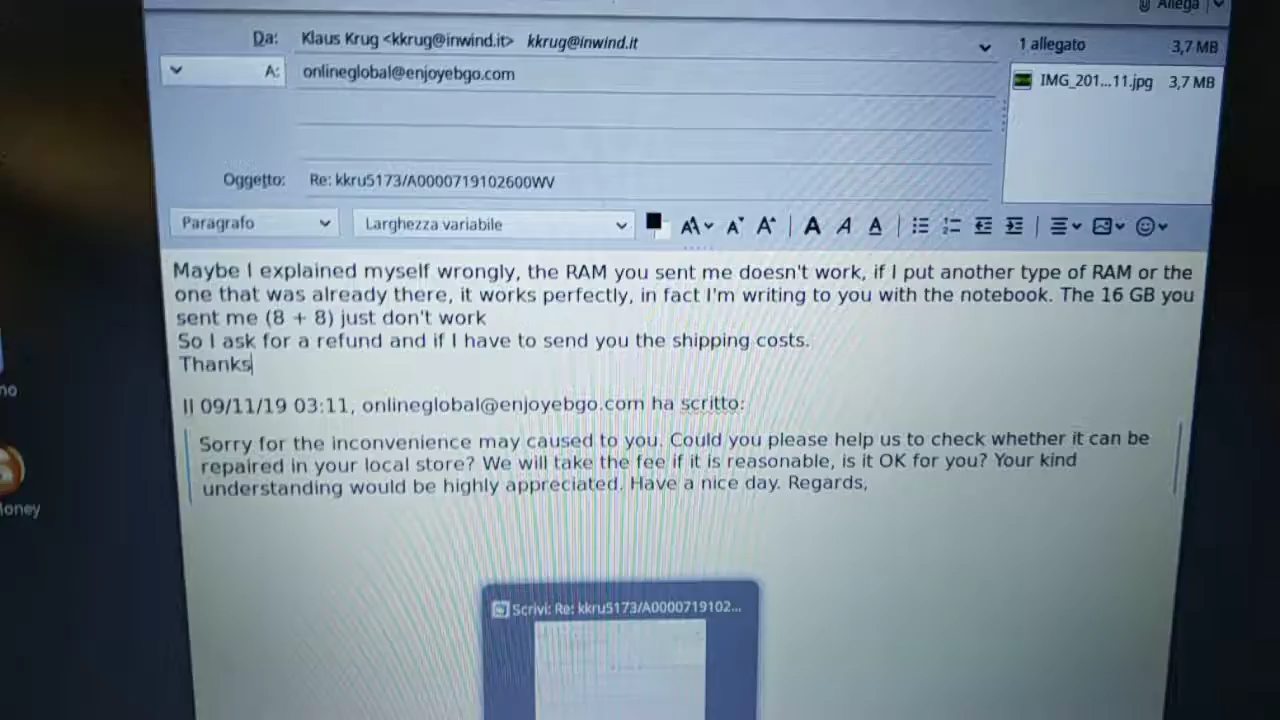 Allega
Da: Klaus Krug <kkrug@inwind.it> kkrug@inwind.it
1 allegato 3,7 MB
A: onlineglobal@enjoyebgo.com
IMG_201...11.jpg 3,7 MB
Oggetto: Re: kkru5173/A0000719102600WV
Paragrafo Larghezza variabile
Maybe I explained myself wrongly, the RAM you sent me doesn't work, if I put another type of RAM or the
one that was already there, it works perfectly, in fact I'm writing to you with the notebook. The 16 GB you
sent me (8 + 8) just don't work
So I ask for a refund and if I have to send you the shipping costs.
Thanks
Il 09/11/19 03:11, onlineglobal@enjoyebgo.com ha scritto:
Sorry for the inconvenience may caused to you. Could you please help us to check whether it can be
repaired in your local store? We will take the fee if it is reasonable, is it OK for you? Your kind
understanding would be highly appreciated. Have a nice day. Regards,
Scrivi: Re: kkru5173/A0000719102...